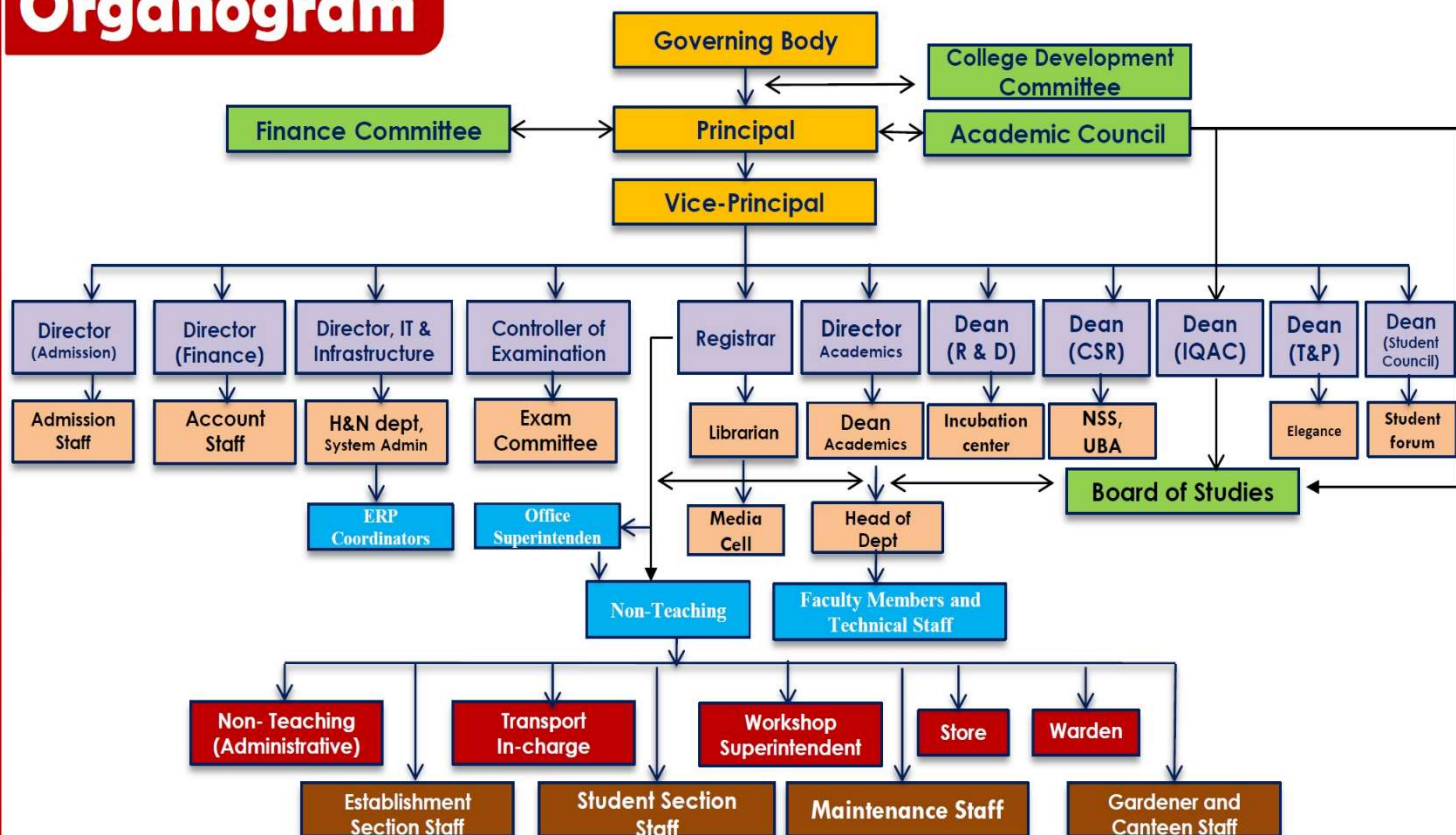 Organogram
Governing Body
College Development
Committee
Finance Committee
Principal
Academic Council
Vice-Principal
Director
(Admission)
Director
(Finance)
Director, IT &
Infrastructure
Controller of
Examination
Registrar
Director
Academics
Dean
(R & D)
Dean
(CSR)
Dean
(IQAC)
Dean
(T&P)
Dean
(Student
Council)
Admission
Staff
Account
Staff
H&N dept,
System Admin
Exam
Committee
Librarian
Dean
Academics
Incubation
center
NSS,
UBA
Elegance
Student
forum
Board of Studies
ERP
Coordinators
Office
Superintenden
Media
Cell
Head of
Dept
Non-Teaching
Faculty Members and
Technical Staff
Non- Teaching
(Administrative)
Transport
In-charge
Workshop
Superintendent
Store
Warden
Establishment
Section Staff
Student Section
Staff
Maintenance Staff
Gardener and
Canteen Staff